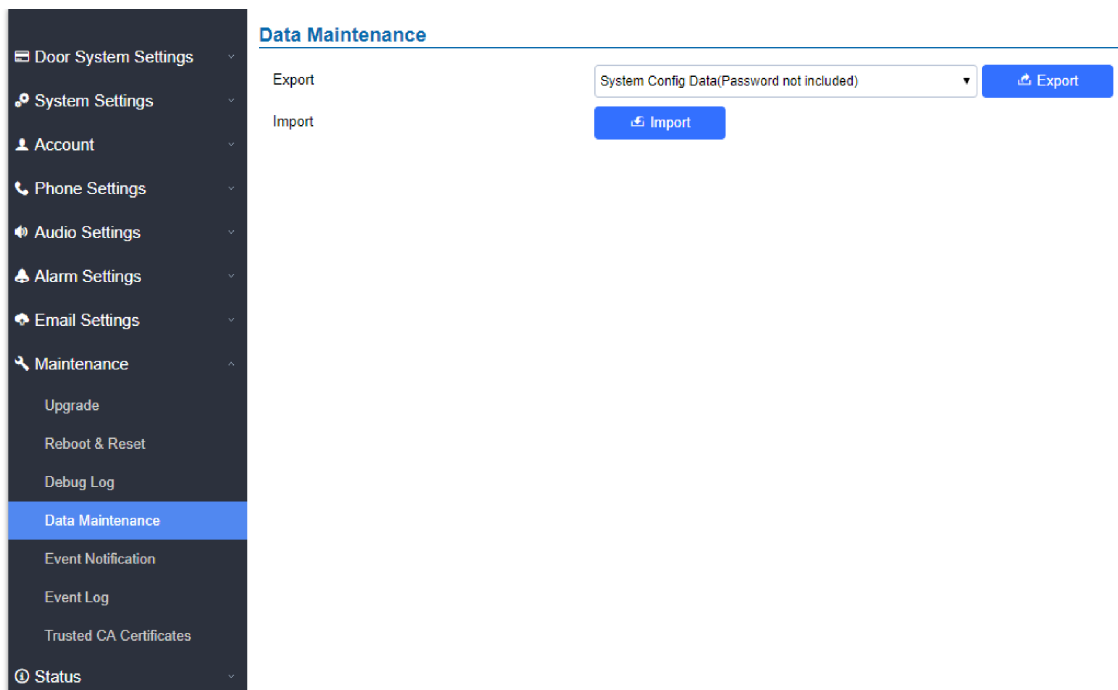 Door System Settings
System Settings
Account
Phone Settings
Audio Settings
Alarm Settings
Email Settings
Maintenance
Upgrade
Reboot & Reset
Debug Log
Data Maintenance
Event Notification
Event Log
Trusted CA Certificates
Status
Data Maintenance
Export
System Config Data(Password not included)
Export
Import
Import